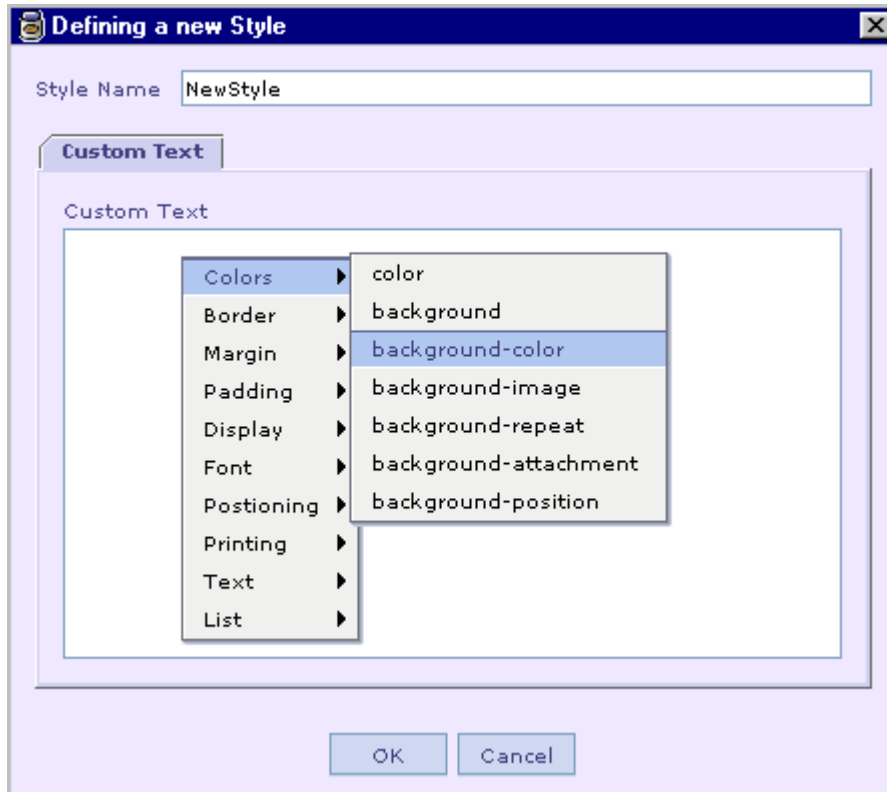 Defining a new Style
Style Name NewStyle
Custom Text
Custom Text
Colors
Border
Margin
Padding
Display
Font
Postioning
Printing
Text
List
color
background
background-color
background-image
background-repeat
background-attachment
background-position
OK Cancel